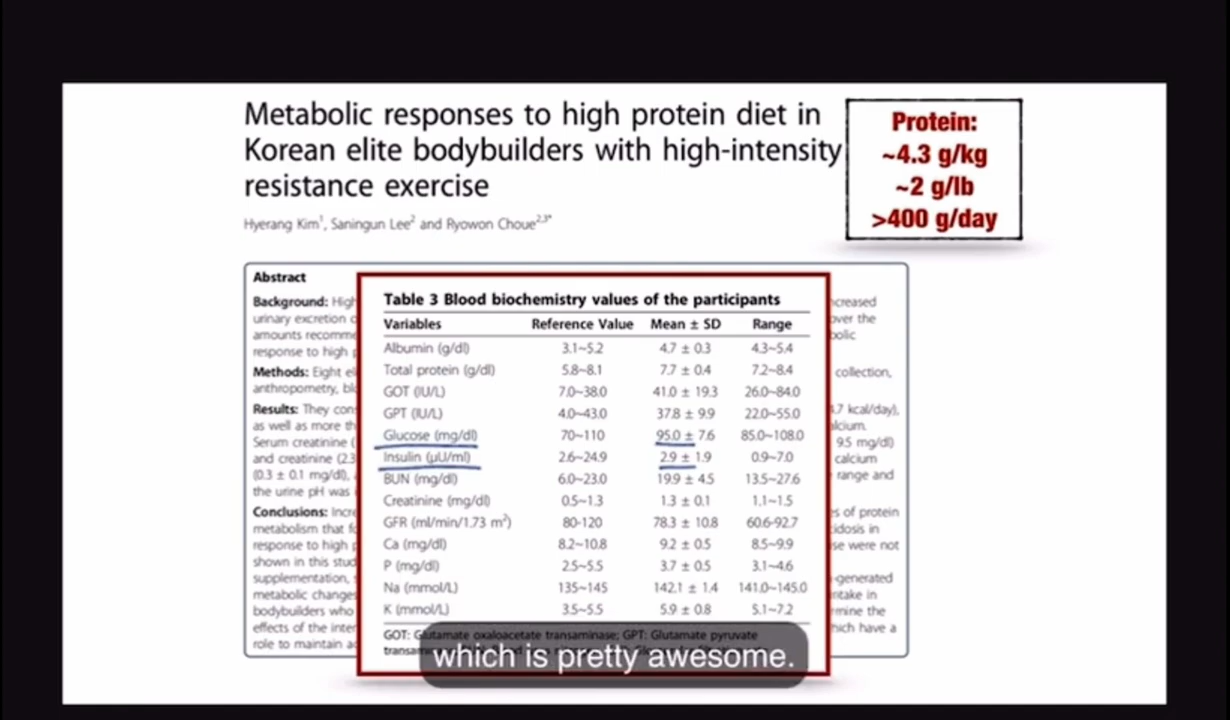 Metabolic responses to high protein diet in
Korean elite bodybuilders with high-intensity
resistance exercise
Hyerang Kim1, Saningun Lee2 and Ryowon Choue2,3*
Protein:
~4.3 g/kg
~2 g/lb
>400 g/day
Abstract
Background: High
urinary excretion
amounts recomme
response to high
Methods: Eight
anthropometry,
Results: They con
as well as more
Serum creatinine (
and creatinine (2.3
(0.3 ± 0.1 mg/dl),
the urine pH was
Conclusions: Incre
metabolism that
response to high
shown in this stud
supplementation,
metabolic change
bodybuilders who
effects of the inter
role to maintain
Table 3 Blood biochemistry values of the participants
Variables Reference Value Mean ± SD Range
Albumin (g/dl) 3.1~5.2 4.7 ± 0.3 4.3~5.4
Total protein (g/dl) 5.8~8.1 7.7 ± 0.4 7.2~8.4
GOT (IU/L) 7.0~38.0 41.0 ± 19.3 26.0~84.0
GPT (IU/L) 4.0~43.0 37.8 ± 9.9 22.0~55.0
Glucose (mg/dl) 70~110 95.0 ± 7.6 85.0~108.0
Insulin (μU/ml) 2.6~24.9 2.9 ± 1.9 0.9~7.0
BUN (mg/dl) 6.0~23.0 19.9 ± 4.5 13.5~27.6
Creatinine (mg/dl) 0.5~1.3 1.3 ± 0.1 1.1~1.5
GFR (ml/min/1.73 m2) 80-120 78.3 ± 10.8 60.6-92.7
Ca (mg/dl) 8.2~10.8 9.2 ± 0.5 8.5~9.9
P (mg/dl) 2.5~5.5 3.7 ± 0.5 3.1~4.6
Na (mmol/L) 135~145 142.1 ± 1.4 141.0~145.0
K (mmol/L) 3.5~5.5 5.9 ± 0.8 5.1~7.2
GOT: Glutamate oxaloacetate transaminase; GPT: Glutamate pyruvate
creased
over the
bolic
collection,
.7 kcal/day),
alcium.
9.5 mg/dl)
calcium
range and
s of protein
idosis in
se were not
-generated
ntake in
rmine the
hich have a
which is pretty awesome.